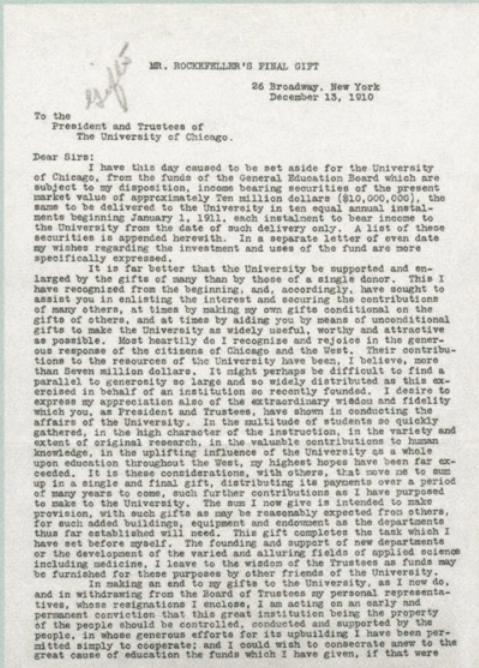 MR. ROCKEFELLER'S FINAL GIFT
gifts
26 Broadway, New York
December 13, 1910
To the
President and Trustees of
The University of Chicago.
Dear Sirs:
I have this day caused to be set aside for the University
of Chicago, from the funds of the General Education Board which are
subject to my disposition, income bearing securities of the present
market value of approximately Ten million dollars ($10,000,000), the
same to be delivered to the University in ten equal annual instal-
ments beginning January 1, 1911, each instalment to bear income to
the University from the date of such delivery only. A list of these
securities is appended herewith. In a separate letter of even date
my wishes regarding the investment and uses of the fund are more
specifically expressed.
It is far better that the University be supported and en-
larged by the gifts of many than by those of a single donor. This I
have recognized from the beginning, and, accordingly, have sought to
assist you in enlisting the interest and securing the contributions
of many others, at times by making my own gifts conditional on the
gifts of others, and at times by aiding you by means of unconditional
gifts to make the University as widely useful, worthy and attractive
as possible. Most heartily do I recognize and rejoice in the gener-
ous response of the citizens of Chicago and the West. Their contribu-
tions to the resources of the University have been, I believe, more
than Seven million dollars. It might perhaps be difficult to find a
parallel to generosity so large and so widely distributed as this ex-
ercised in behalf of an institution so recently founded. I desire to
express my appreciation also of the extraordinary wisdom and fidelity
which you, as President and Trustees, have shown in conducting the
affairs of the University. In the multitude of students so quickly
gathered, in the high character of the instruction, in the variety and
extent of original research, in the valuable contributions to human
knowledge, in the uplifting influence of the University as a whole
upon education throughout the West, my highest hopes have been far ex-
ceeded. It is these considerations, with others, that move me to sum
up in a single and final gift, distributing its payments over a period
of many years to come, such further contributions as I have purposed
to make to the University. The sum I now give is intended to make
provision, with such gifts as may be reasonably expected from others,
for such added buildings, equipment and endowment as the departments
thus far established will need. This gift completes the task which I
have set before myself. The founding and support of new departments
or the development of the varied and alluring fields of applied science
including medicine, I leave to the wisdom of the Trustees as funds may
be furnished for these purposes by other friends of the University.
In making an end to my gifts to the University, as I now do,
and in withdrawing from the Board of Trustees my personal representa-
tives, whose resignations I enclose, I am acting on an early and
permanent conviction that this great institution being the property
of the people should be controlled, conducted and supported by the
people, in whose generous efforts for its upbuilding I have been per-
mitted simply to cooperate; and I could wish to consecrate anew to the
great cause of education the funds which I have given, if that were